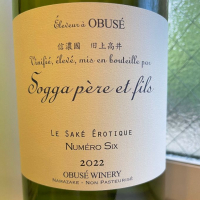 Éleveur à OBUSÉ
信濃國 旧上高井
Vinifié, élevé, mis en bouteille par
Sogga père et fils
LE SAKÉ ÉROTIQUE
NUMÉRO SIX
2022
OBUSÉ WINERY
NAMAZAKE - NON PASTEURISÉ